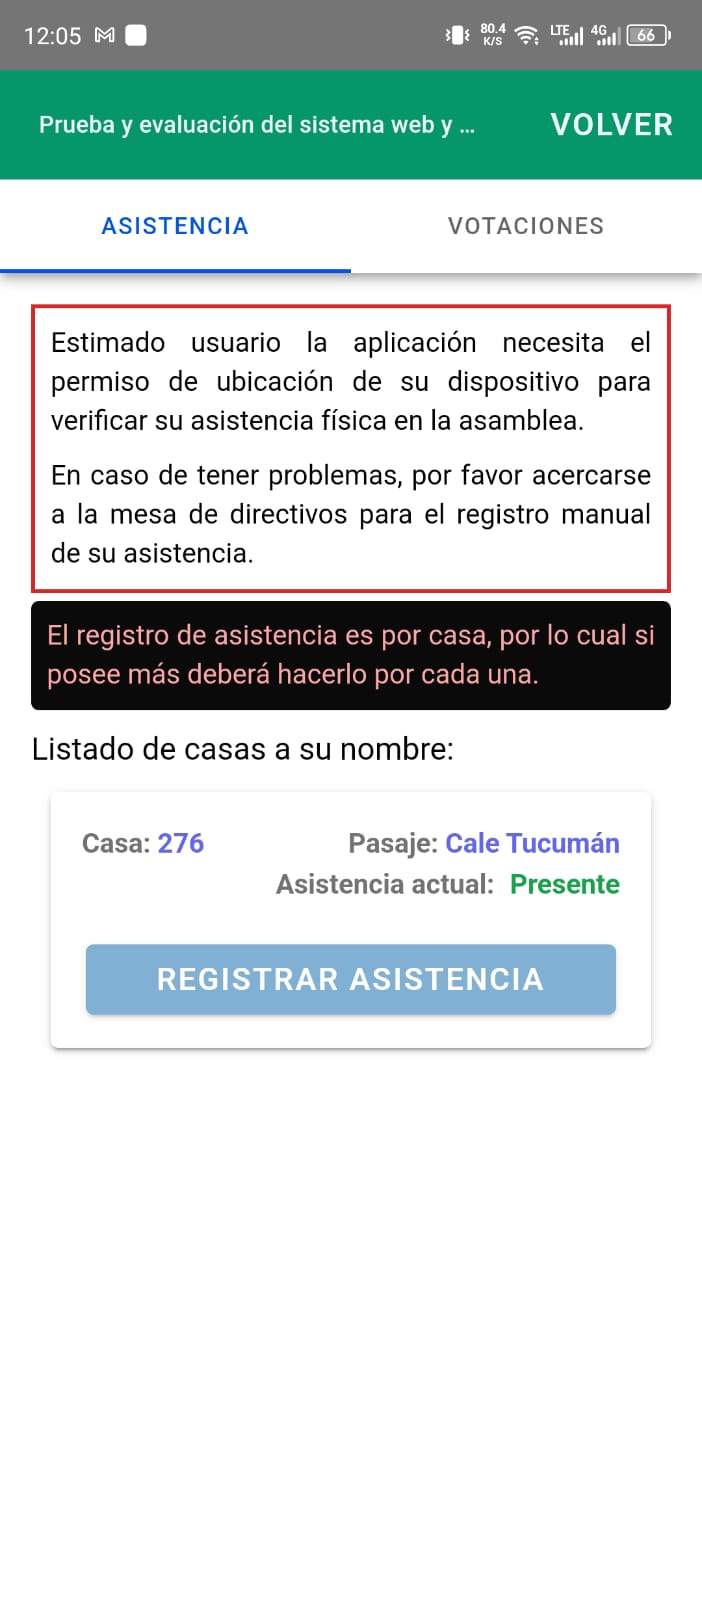 12:05
80.4 K/S
LTE
4G
66
Prueba y evaluación del sistema web y ...
VOLVER
ASISTENCIA
VOTACIONES
Estimado usuario la aplicación necesita el
permiso de ubicación de su dispositivo para
verificar su asistencia física en la asamblea.
En caso de tener problemas, por favor acercarse
a la mesa de directivos para el registro manual
de su asistencia.
El registro de asistencia es por casa, por lo cual si
posee más deberá hacerlo por cada una.
Listado de casas a su nombre:
Casa: 276
Pasaje: Cale Tucumán
Asistencia actual: Presente
REGISTRAR ASISTENCIA